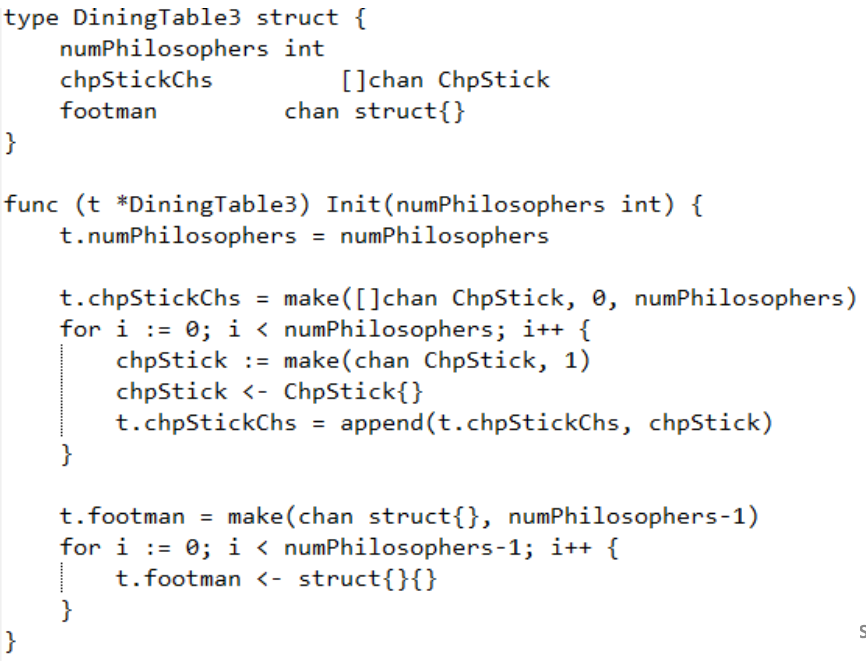 type DiningTable3 struct {
    numPhilosophers int
    chpStickChs         []chan ChpStick
    footman         chan struct{}
}

func (t *DiningTable3) Init(numPhilosophers int) {
    t.numPhilosophers = numPhilosophers

    t.chpStickChs = make([]chan ChpStick, 0, numPhilosophers)
    for i := 0; i < numPhilosophers; i++ {
        chpStick := make(chan ChpStick, 1)
        chpStick <- ChpStick{}
        t.chpStickChs = append(t.chpStickChs, chpStick)
    }

    t.footman = make(chan struct{}, numPhilosophers-1)
    for i := 0; i < numPhilosophers-1; i++ {
        t.footman <- struct{}{}
    }
}